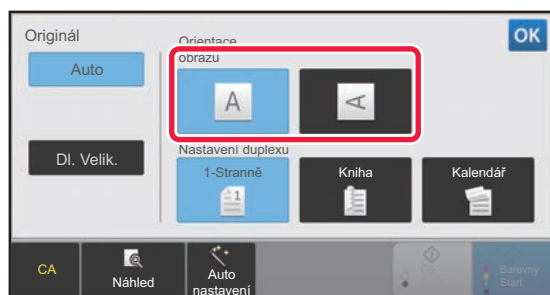 Originál
Orientace
obrazu
OK
Auto
A
A
Dl. Velik.
Nastavení duplexu
1-Stranně
1
Kniha
Kalendář
CA
Náhled
Auto
nastavení
Barevný
Start